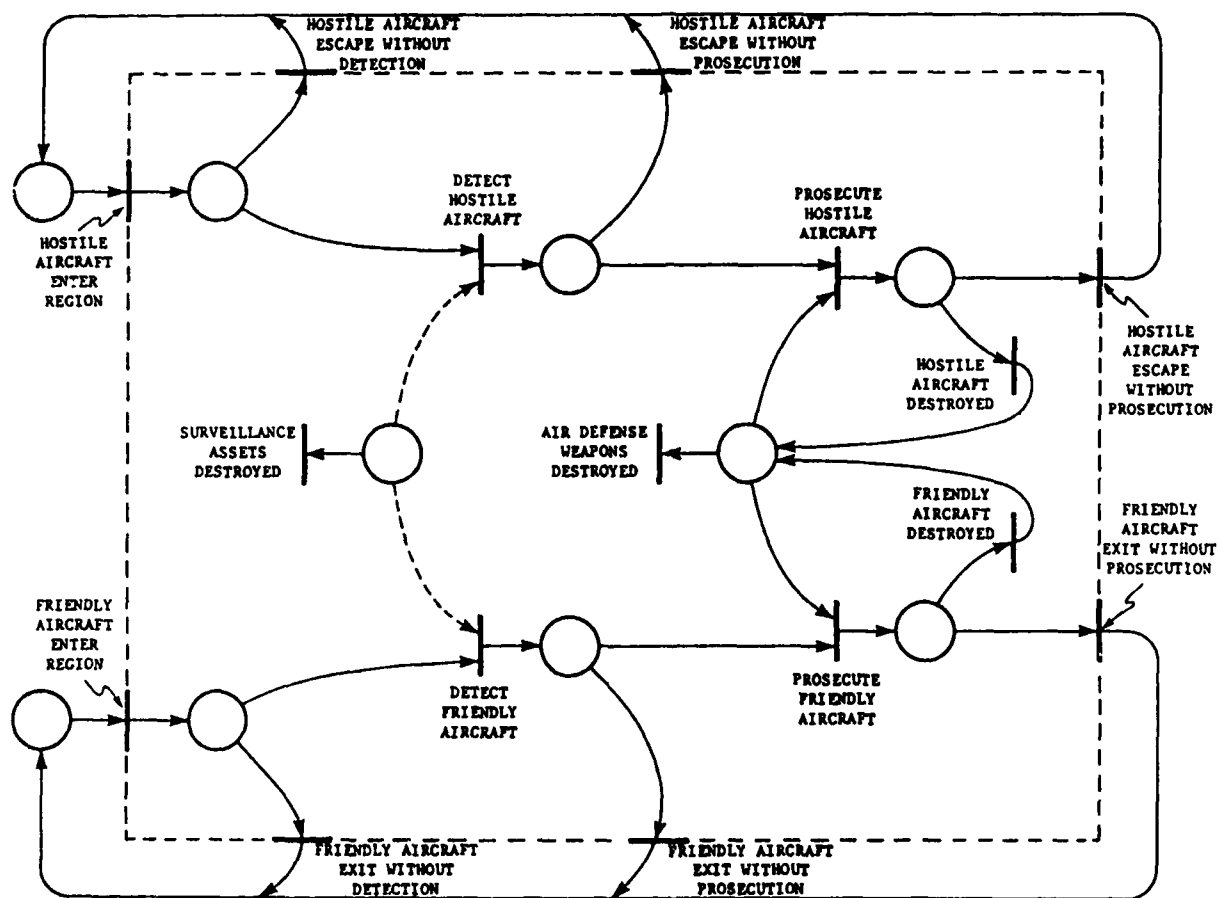 HOSTILE AIRCRAFT
ESCAPE WITHOUT
DETECTION
HOSTILE AIRCRAFT
ESCAPE WITHOUT
PROSECUTION
DETECT
HOSTILE
AIRCRAFT
PROSECUTE
HOSTILE
AIRCRAFT
HOSTILE
AIRCRAFT
ENTER
REGION
HOSTILE
AIRCRAFT
ESCAPE
WITHOUT
PROSECUTION
HOSTILE
AIRCRAFT
DESTROYED
SURVEILLANCE
ASSETS
DESTROYED
AIR DEFENSE
WEAPONS
DESTROYED
FRIENDLY
AIRCRAFT
DESTROYED
FRIENDLY
AIRCRAFT
EXIT WITHOUT
PROSECUTION
FRIENDLY
AIRCRAFT
ENTER
REGION
DETECT
FRIENDLY
AIRCRAFT
PROSECUTE
FRIENDLY
AIRCRAFT
FRIENDLY AIRCRAFT
EXIT WITHOUT
DETECTION
FRIENDLY AIRCRAFT
EXIT WITHOUT
PROSECUTION